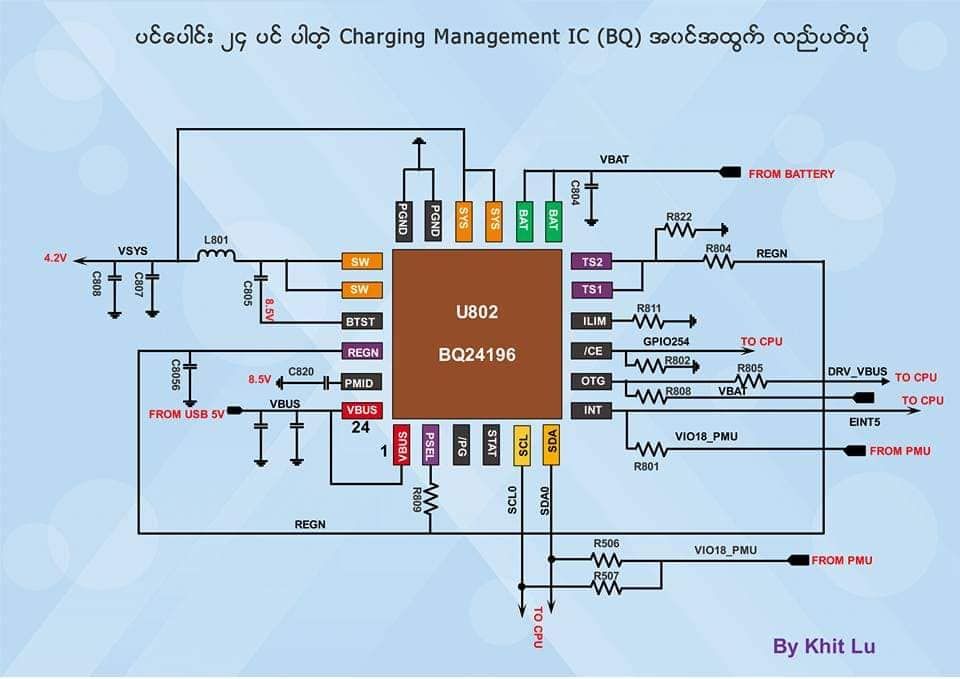 ပင်ပေါင်း ၂၄ ပင် ပါတဲ့ Charging Management IC (BQ) အ၀င်အထွက် လည်ပတ်ပုံ
VBAT
FROM BATTERY
C804
PGND
PGND
SYS
SYS
BAT
BAT
R822
R804
REGN
4.2V
VSYS
L801
C808
C807
C805
8.5V
SW
SW
BTST
REGN
PMID
VBUS
24
U802
BQ24196
TS2
TS1
ILIM
/CE
OTG
INT
R811
GPIO254
TO CPU
R802
R805
DRV_VBUS
TO CPU
R808
VBAT
TO CPU
EINT5
VIO18_PMU
FROM PMU
R801
C8056
8.5V
C820
FROM USB 5V
VBUS
1
VBUS
PSEL
/PG
STAT
SCL
SDA
R809
SCL0
SDA0
REGN
R506
VIO18_PMU
FROM PMU
R507
TO CPU
By Khit Lu